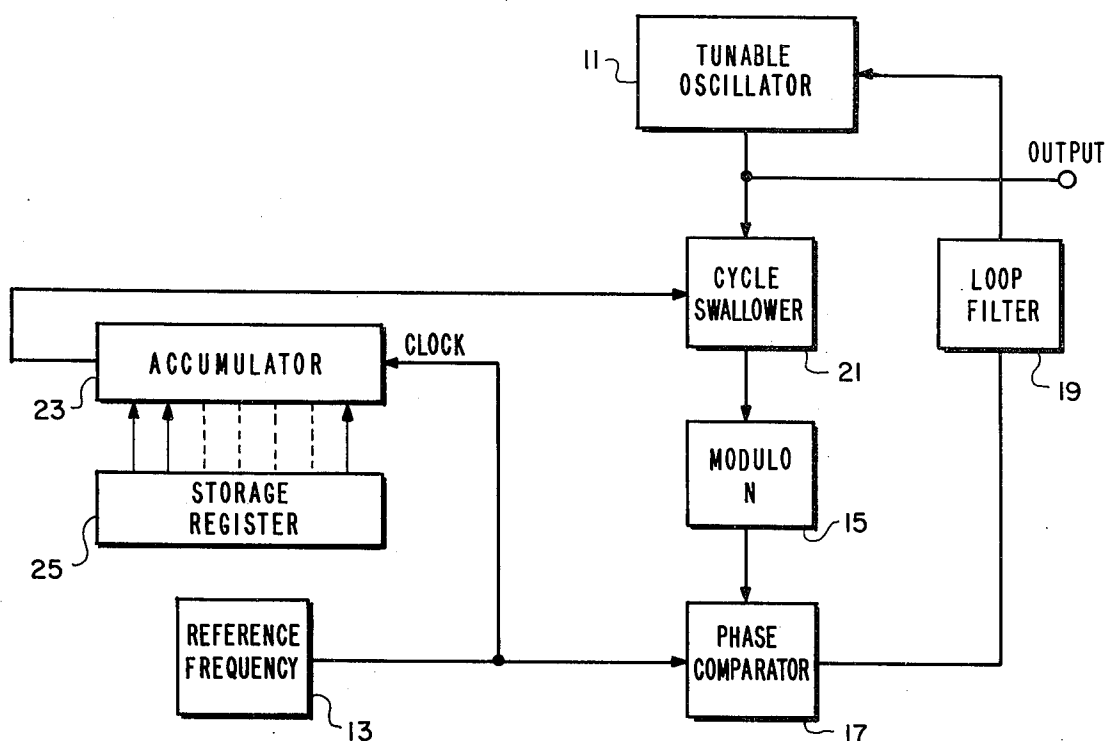 TUNABLE
OSCILLATOR
11
OUTPUT
CYCLE
SWALLOWER
21
LOOP
FILTER
19
ACCUMULATOR
23
CLOCK
MODULO
N
15
STORAGE
REGISTER
25
REFERENCE
FREQUENCY
13
PHASE
COMPARATOR
17